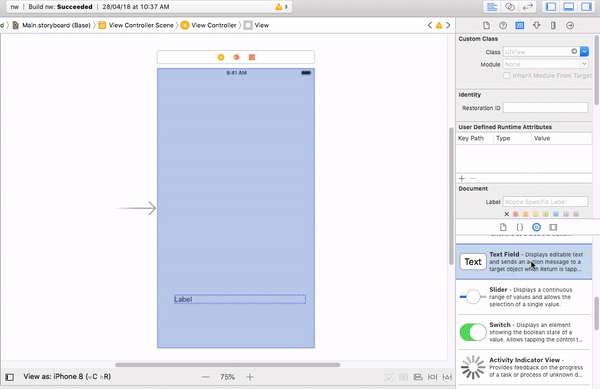 nw Build nw: Succeeded 28/04/18 at 10:37 AM 3
d Main.storyboard (Base) View Controller Scene View Controller View
Custom Class
Class UIView
Module None
Inherit Module From Target
Identity
Restoration ID
User Defined Runtime Attributes
Key Path Type Value
Document
Label Xcode Specific Label
9:41 AM
Label
Text
Text Field - Displays editable text
and sends an action message to a
target object when Return is tapp...
Slider - Displays a continuous
range of values and allows the
selection of a single value.
Switch - Displays an element
showing the boolean state of a
value. Allows tapping the control t...
Activity Indicator View -
Provides feedback on the progress
of a task or process of unknown d...
View as: iPhone 8 (wC hR)
75%